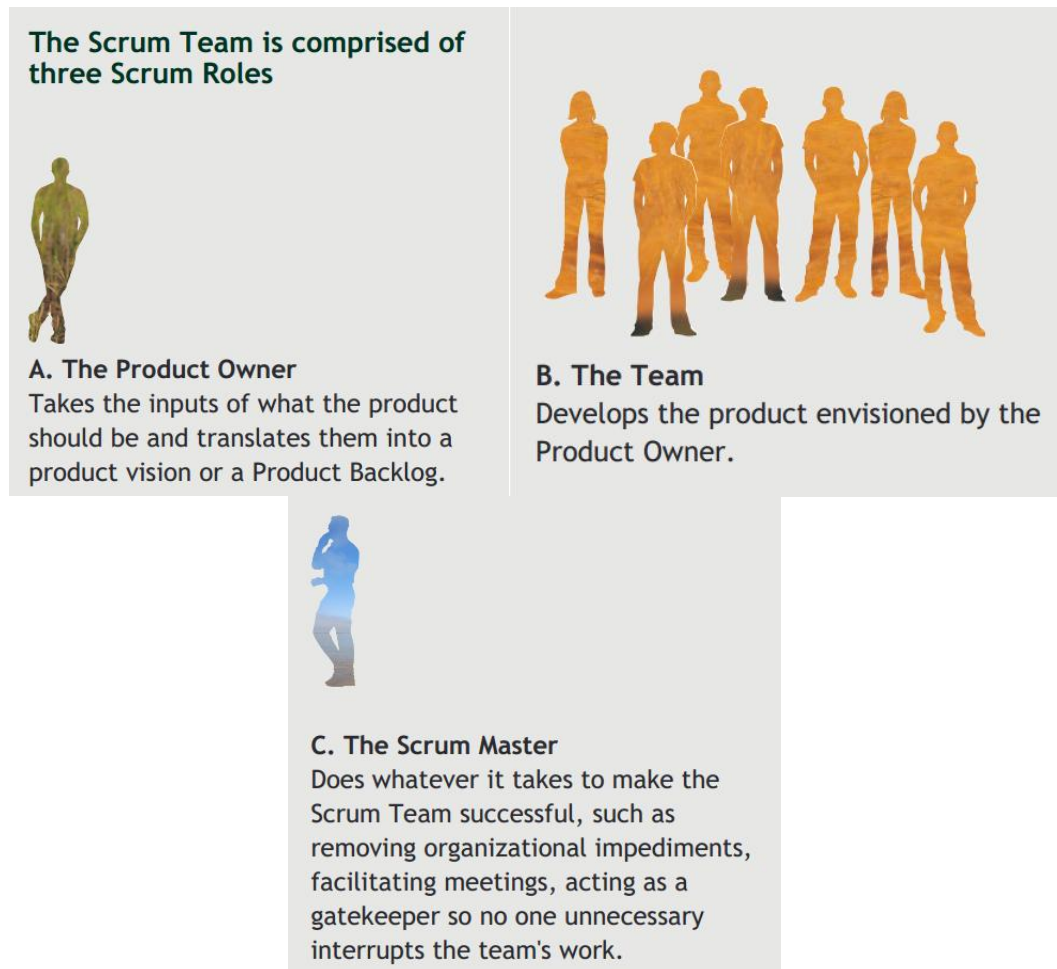 The Scrum Team is comprised of
three Scrum Roles
A. The Product Owner
Takes the inputs of what the product
should be and translates them into a
product vision or a Product Backlog.
B. The Team
Develops the product envisioned by the
Product Owner.
C. The Scrum Master
Does whatever it takes to make the
Scrum Team successful, such as
removing organizational impediments,
facilitating meetings, acting as a
gatekeeper so no one unnecessary
interrupts the team's work.